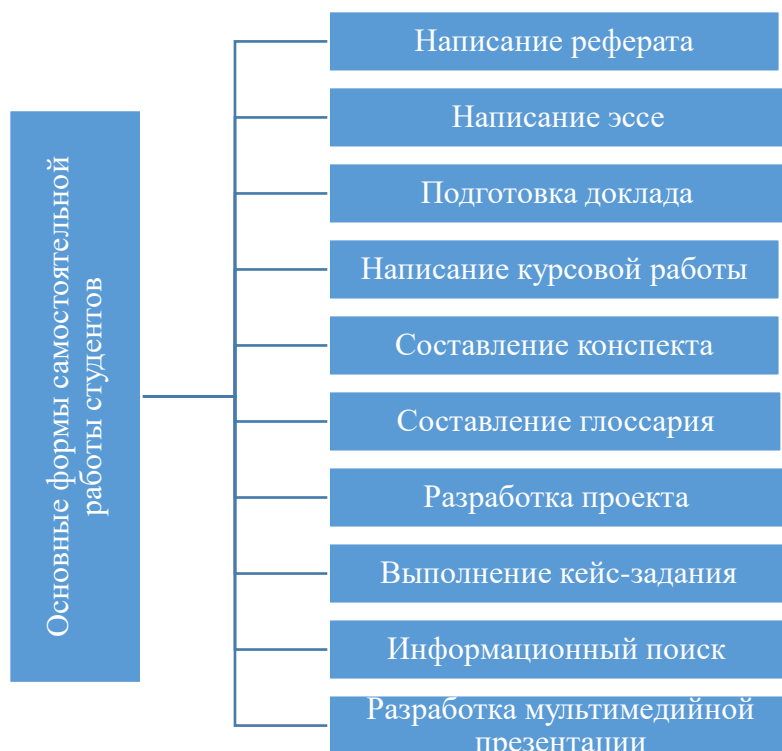 Основные формы самостоятельной
работы студентов
Написание реферата
Написание эссе
Подготовка доклада
Написание курсовой работы
Составление конспекта
Составление глоссария
Разработка проекта
Выполнение кейс-задания
Информационный поиск
Разработка мультимедийной
презентации